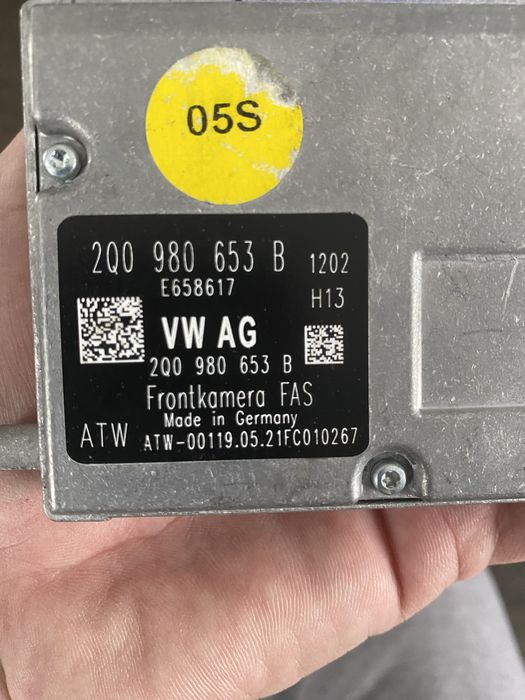 05S
2Q0 980 653 B 1202
E658617 H13
VW AG
2Q0 980 653 B
Frontkamera FAS
Made in Germany
ATW ATW-00119.05.21FC010267